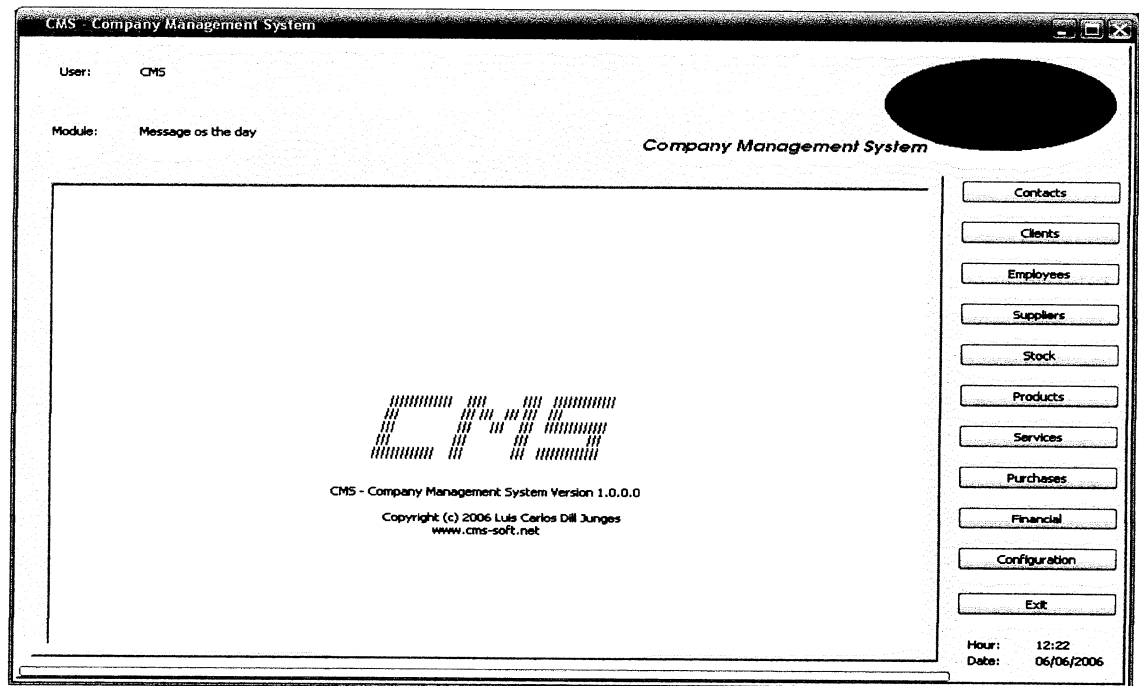 CMS - Company Management System
User: CMS
Module: Message os the day
Company Management System
Contacts
Clients
Employees
Suppliers
Stock
Products
Services
Purchases
Financial
Configuration
Exit
CMS
CMS - Company Management System Version 1.0.0.0
Copyright (c) 2006 Luis Carlos Dill Junges
www.cms-soft.net
Hour: 12:22
Date: 06/06/2006